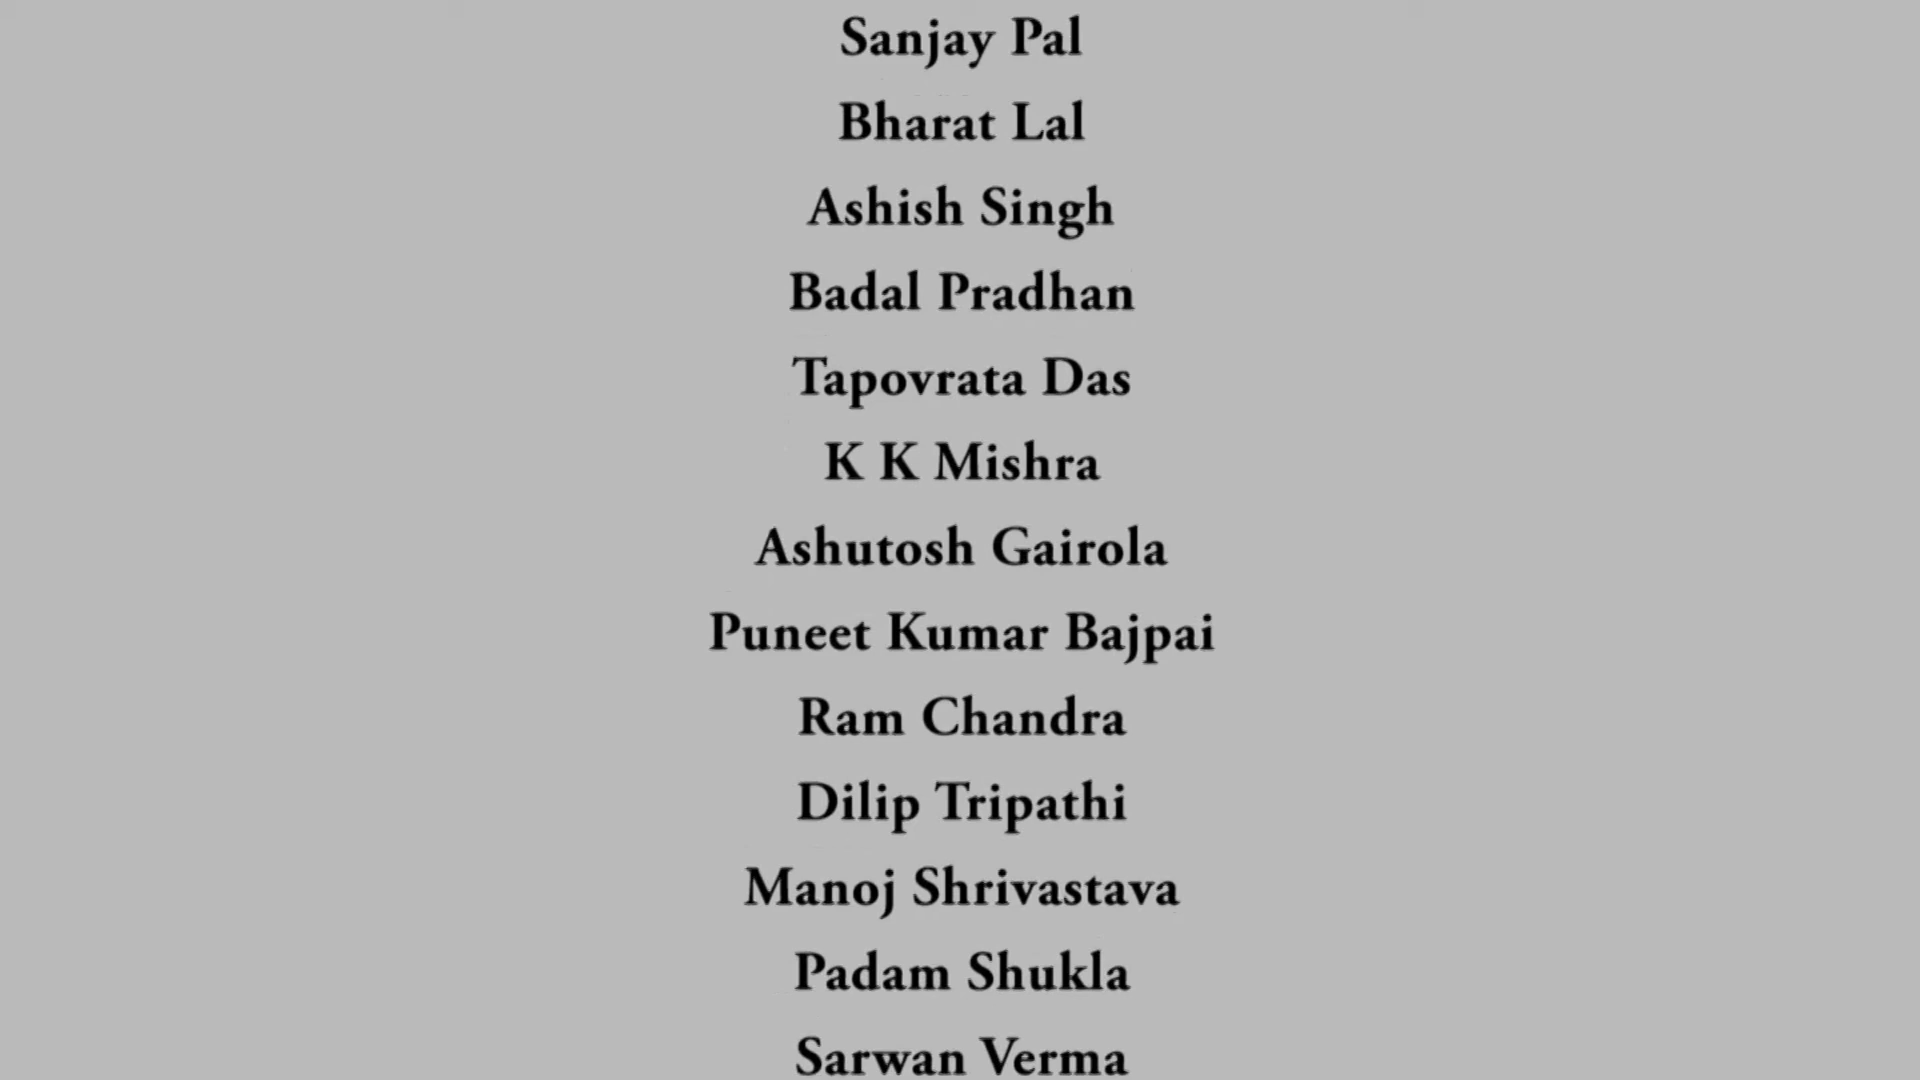 Sanjay Pal
Bharat Lal
Ashish Singh
Badal Pradhan
Tapovrata Das
K K Mishra
Ashutosh Gairola
Puneet Kumar Bajpai
Ram Chandra
Dilip Tripathi
Manoj Shrivastava
Padam Shukla
Sarwan Verma